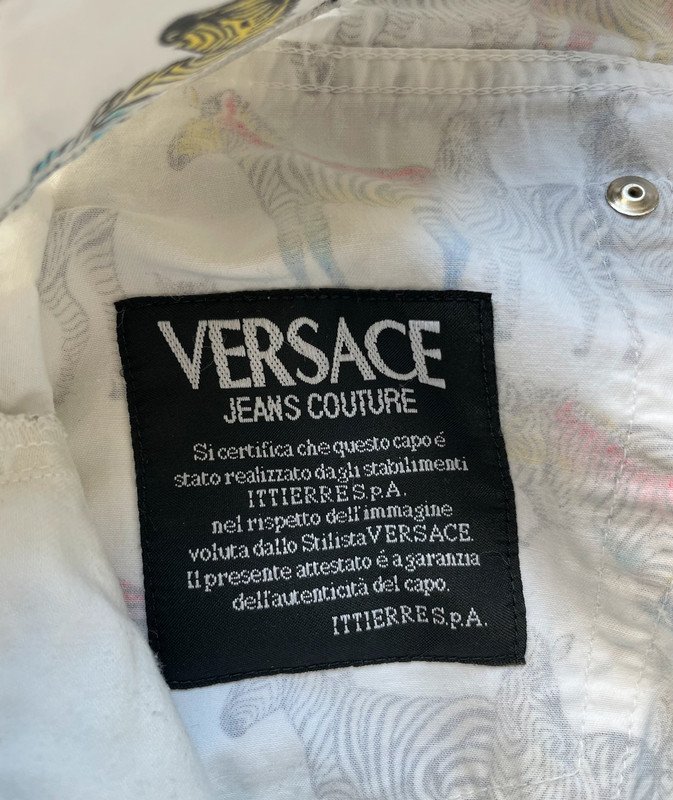 VERSACE
JEANS COUTURE
Si certifica che questo capo é
stato realizzato dagli stabilimenti
ITTIERRE S.p.A.
nel rispetto dell'immagine
voluta dallo Stilista VERSACE.
Il presente attestato é a garanzia
dell'autenticità del capo.
ITTIERRE S.p.A.